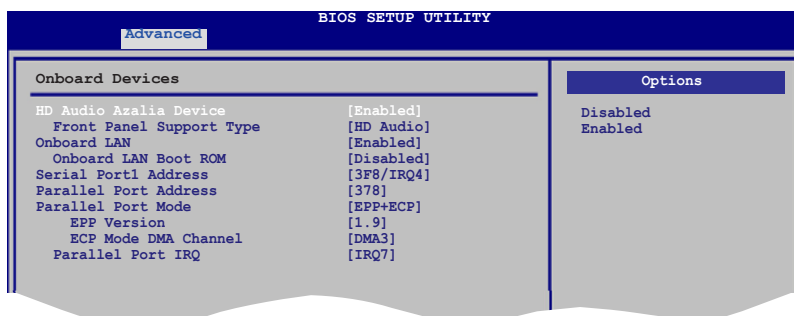 BIOS SETUP UTILITY
Advanced
Onboard Devices
HD Audio Azalia Device [Enabled]
Front Panel Support Type [HD Audio]
Onboard LAN [Enabled]
Onboard LAN Boot ROM [Disabled]
Serial Port1 Address [3F8/IRQ4]
Parallel Port Address [378]
Parallel Port Mode [EPP+ECP]
EPP Version [1.9]
ECP Mode DMA Channel [DMA3]
Parallel Port IRQ [IRQ7]
Options
Disabled
Enabled